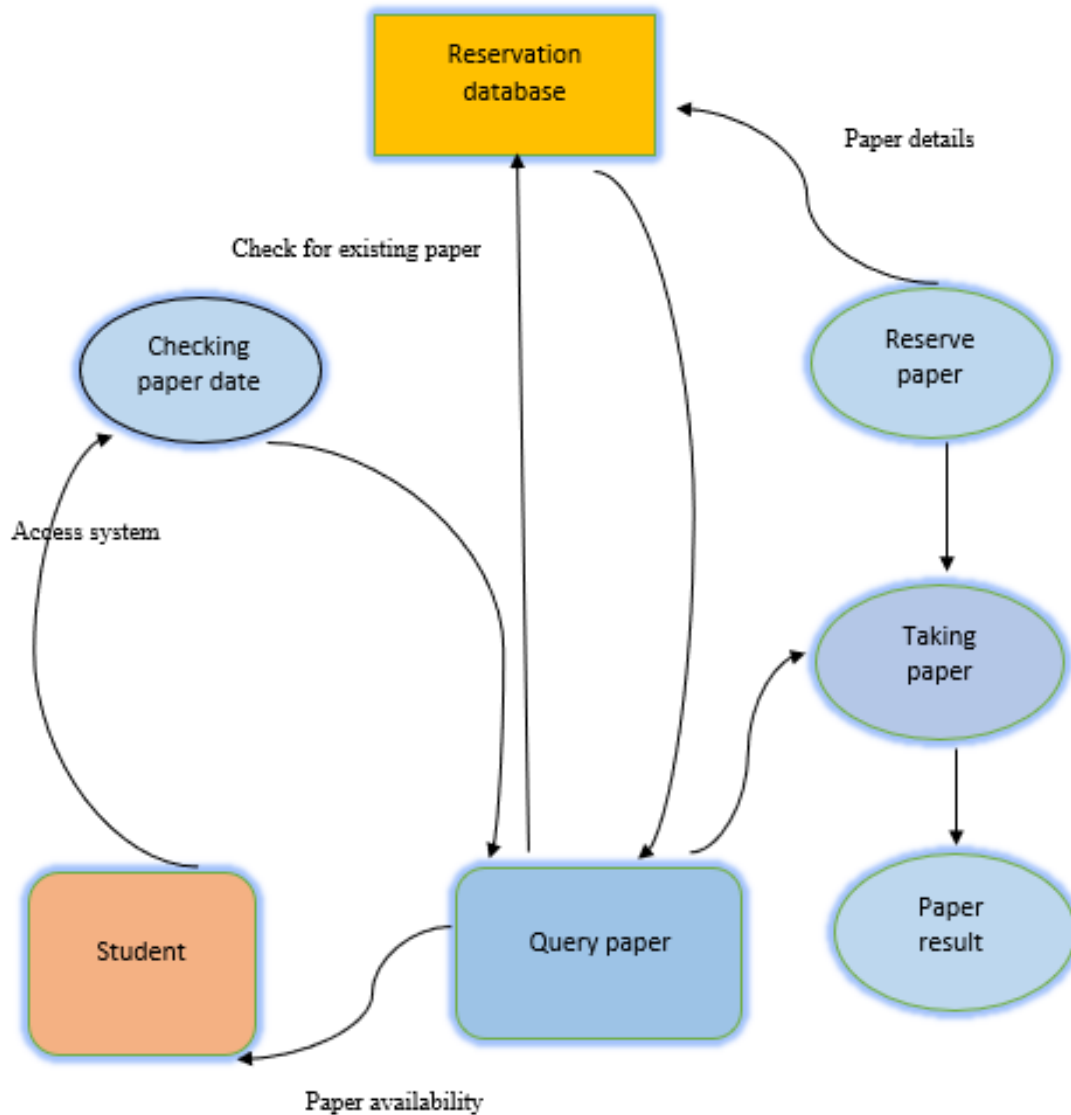 Reservation
database
Paper details
Check for existing paper
Checking
paper date
Reserve
paper
Access system
Taking
paper
Student
Query paper
Paper
result
Paper availability